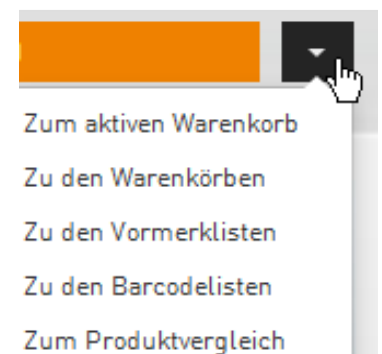 Zum aktiven Warenkorb
Zu den Warenkörben
Zu den Vormerklisten
Zu den Barcodelisten
Zum Produktvergleich